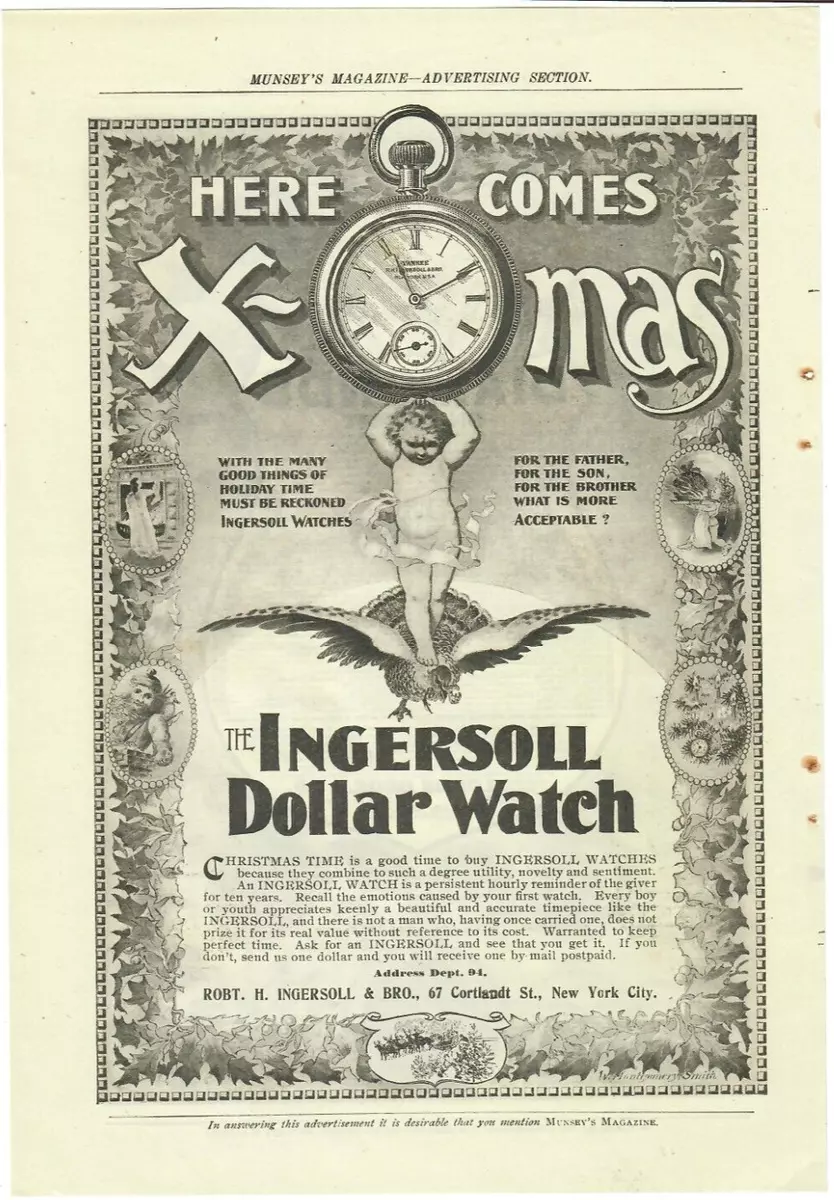 MUNSEY'S MAGAZINE—ADVERTISING SECTION.
HERE COMES
X-mas
YANKEE
WITH THE MANY
GOOD THINGS OF
HOLIDAY TIME
MUST BE RECKONED
INGERSOLL WATCHES
FOR THE FATHER,
FOR THE SON,
FOR THE BROTHER
WHAT IS MORE
ACCEPTABLE?
THE INGERSOLL
Dollar Watch
CHRISTMAS TIME is a good time to buy INGERSOLL WATCHES
because they combine to such a degree utility, novelty and sentiment.
An INGERSOLL WATCH is a persistent hourly reminder of the giver
for ten years. Recall the emotions caused by your first watch. Every boy
or youth appreciates keenly a beautiful and accurate timepiece like the
INGERSOLL, and there is not a man who, having once carried one, does not
prize it for its real value without reference to its cost. Warranted to keep
perfect time. Ask for an INGERSOLL and see that you get it. If you
don't, send us one dollar and you will receive one by mail postpaid.
Address Dept. 94.
ROBT. H. INGERSOLL & BRO., 67 Cortlandt St., New York City.
W. Montgomery Smith
In answering this advertisement it is desirable that you mention MUNSEY'S MAGAZINE.